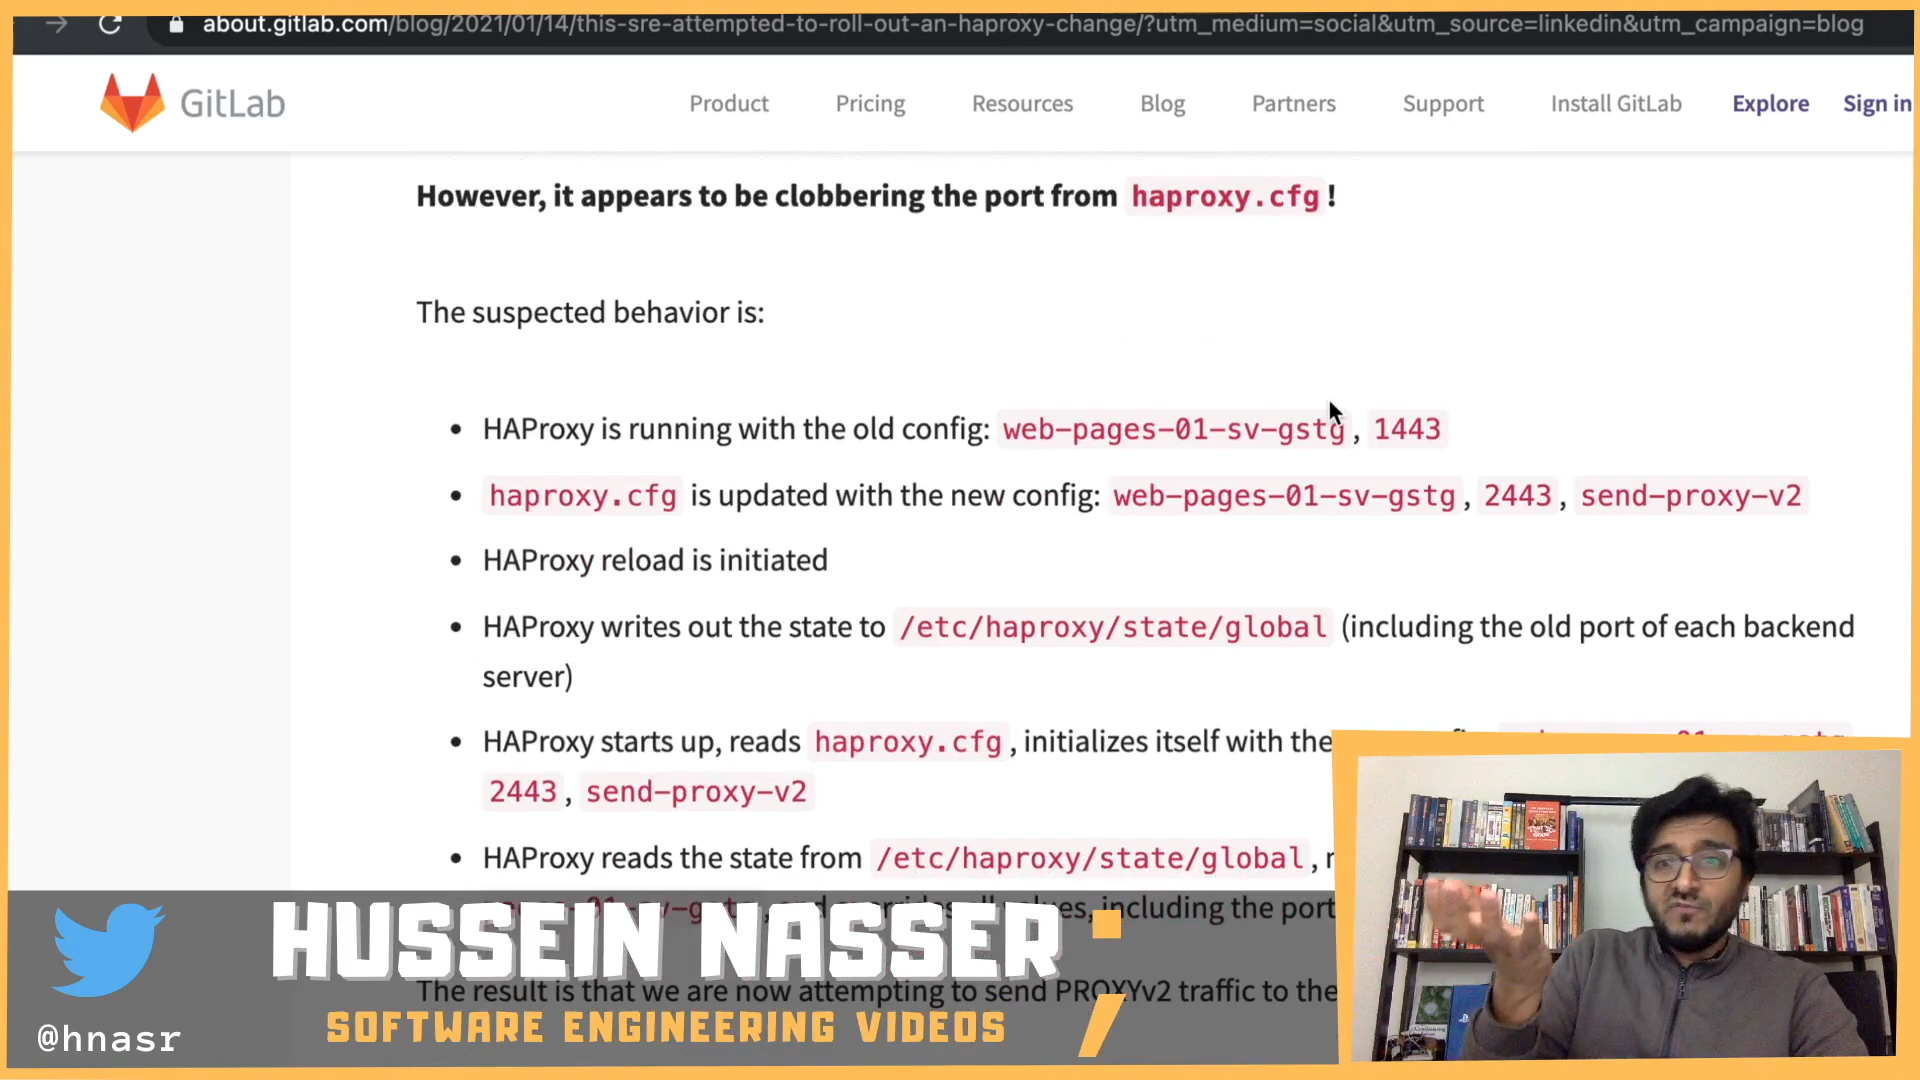 about.gitlab.com/blog/2021/01/14/this-sre-attempted-to-roll-out-an-haproxy-change/?utm_medium=social&utm_source=linkedin&utm_campaign=blog
GitLab Product Pricing Resources Blog Partners Support Install GitLab Explore Sign in
However, it appears to be clobbering the port from haproxy.cfg!
The suspected behavior is:
• HAProxy is running with the old config: web-pages-01-sv-gstg, 1443
• haproxy.cfg is updated with the new config: web-pages-01-sv-gstg, 2443, send-proxy-v2
• HAProxy reload is initiated
• HAProxy writes out the state to /etc/haproxy/state/global (including the old port of each backend
server)
• HAProxy starts up, reads haproxy.cfg, initializes itself with the
2443, send-proxy-v2
• HAProxy reads the state from /etc/haproxy/state/global,
including the port
HUSSEIN NASSER;
The result is that we are now attempting to send PROXYv2 traffic to the
SOFTWARE ENGINEERING VIDEOS
@hnasr